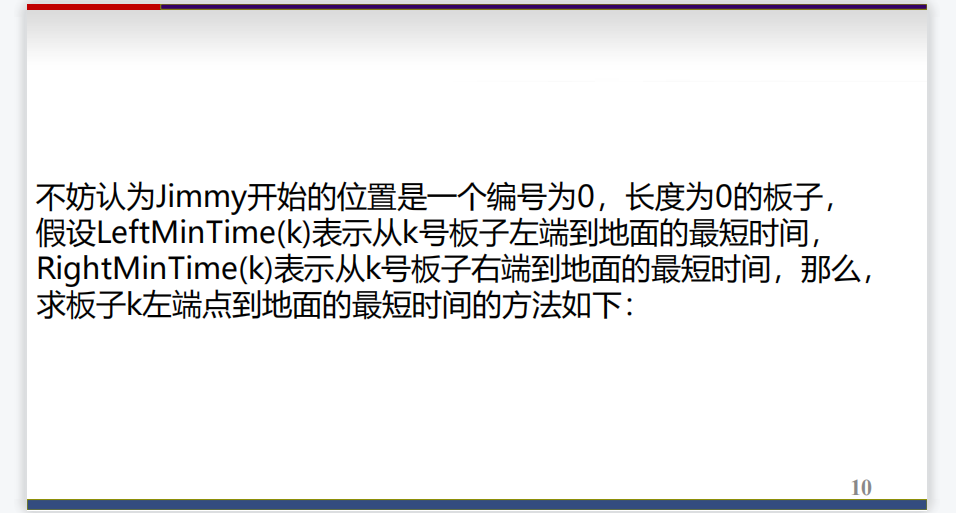 不妨认为Jimmy开始的位置是一个编号为0，长度为0的板子，
假设LeftMinTime(k)表示从k号板子左端到地面的最短时间，
RightMinTime(k)表示从k号板子右端到地面的最短时间，那么，
求板子k左端点到地面的最短时间的方法如下：
10